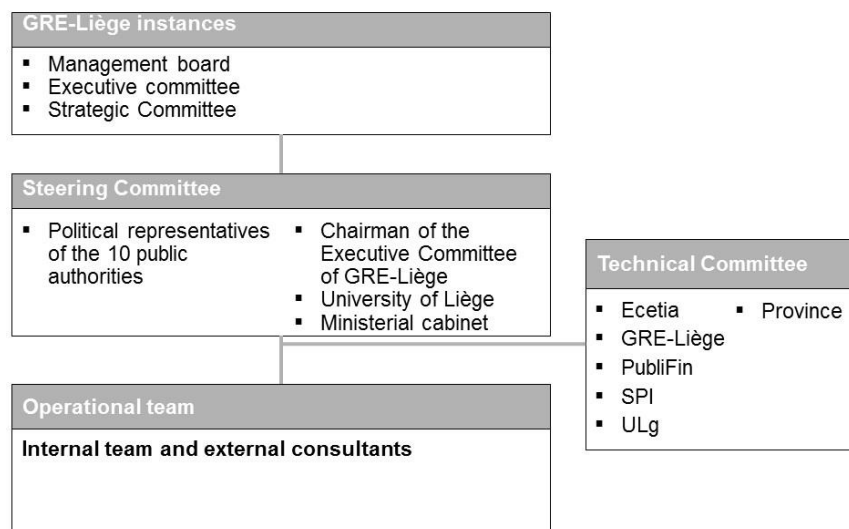 GRE-Liège instances
▪ Management board
▪ Executive committee
▪ Strategic Committee
Steering Committee
▪ Political representatives
of the 10 public
authorities
▪ Chairman of the
Executive Committee
of GRE-Liège
▪ University of Liège
▪ Ministerial cabinet
Technical Committee
▪ Ecetia
▪ GRE-Liège
▪ PubliFin
▪ SPI
▪ ULg
▪ Province
Operational team
Internal team and external consultants